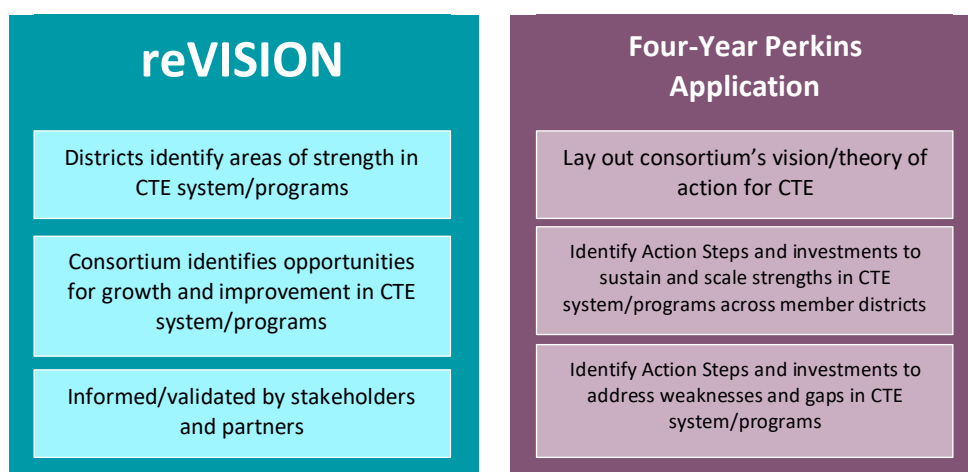 reVISION
Districts identify areas of strength in
CTE system/programs
Consortium identifies opportunities
for growth and improvement in CTE
system/programs
Informed/validated by stakeholders
and partners
Four-Year Perkins
Application
Lay out consortium’s vision/theory of
action for CTE
Identify Action Steps and investments to
sustain and scale strengths in CTE
system/programs across member districts
Identify Action Steps and investments to
address weaknesses and gaps in CTE
system/programs